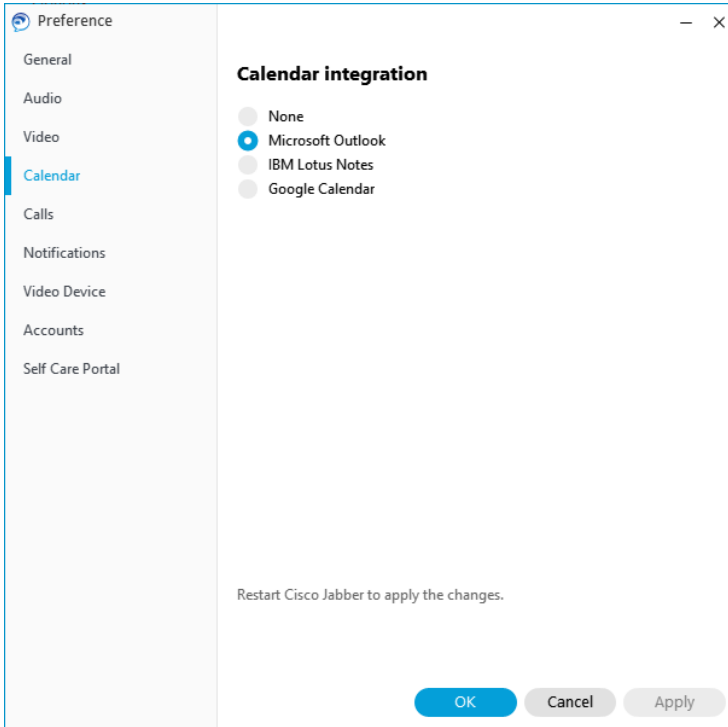 Preference
General
Audio
Video
Calendar
Calls
Notifications
Video Device
Accounts
Self Care Portal
Calendar integration
None
Microsoft Outlook
IBM Lotus Notes
Google Calendar
Restart Cisco Jabber to apply the changes.
OK Cancel Apply